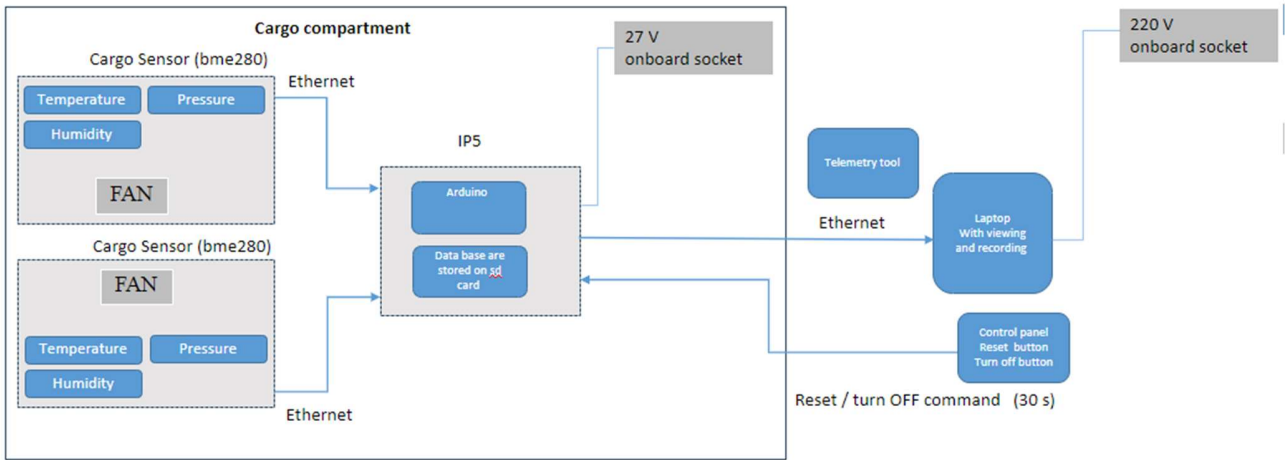 Cargo compartment
Cargo Sensor (bme280)
Temperature
Pressure
Humidity
FAN
Ethernet
Cargo Sensor (bme280)
FAN
Temperature
Pressure
Humidity
Ethernet
IP5
Arduino
Data base are
stored on sd
card
27 V
onboard socket
220 V
onboard socket
Telemetry tool
Ethernet
Laptop
With viewing
and recording
Control panel
Reset button
Turn off button
Reset / turn OFF command (30 s)